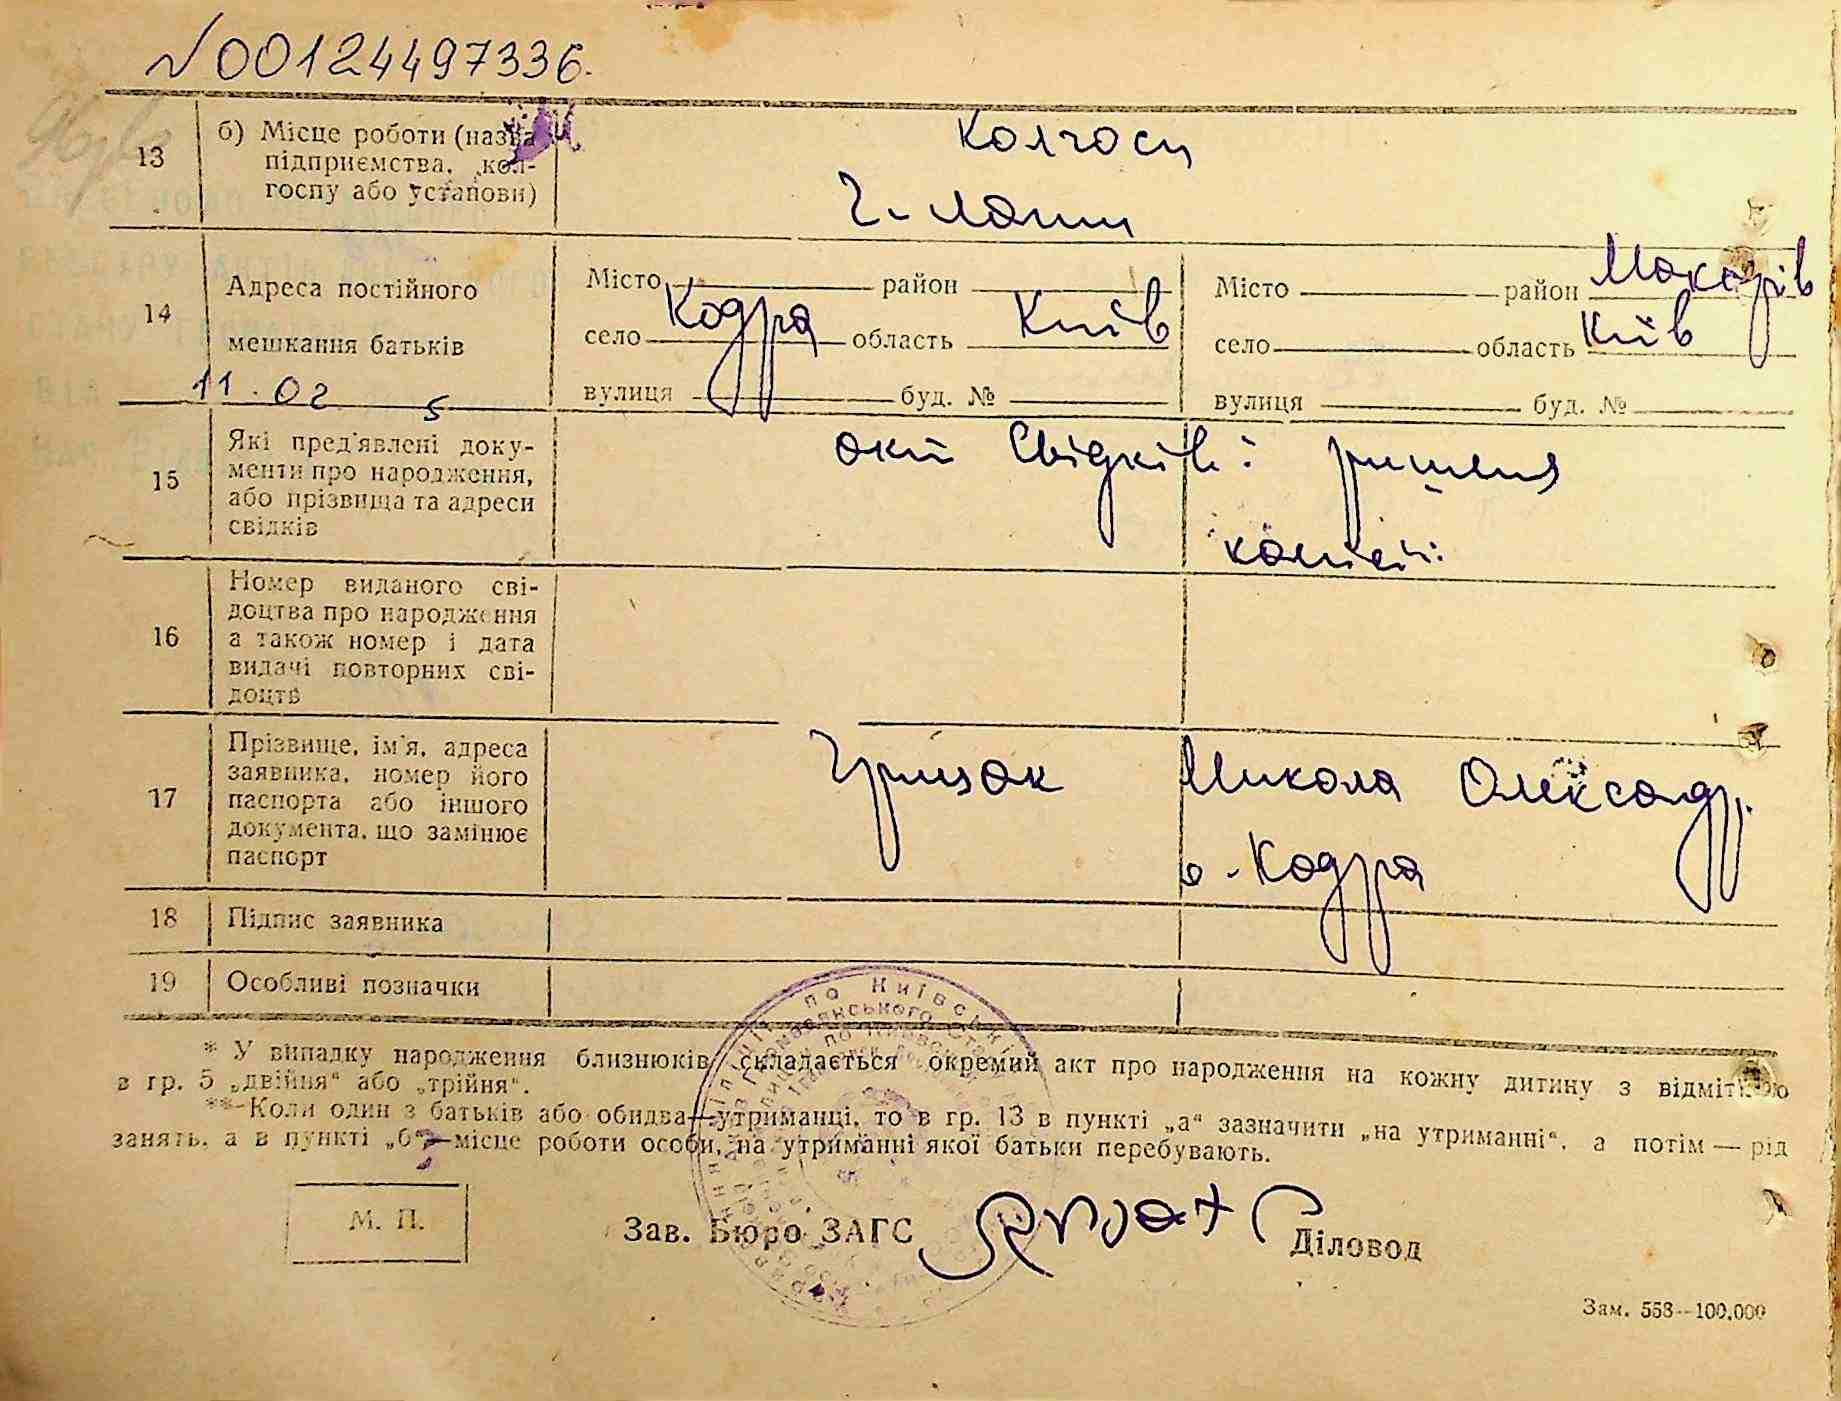 №00124497336.
13
б) Місце роботи (назва
підприємства, кол-
госпу або установи)
Колгосп
14
Адреса постійного
мешкання батьків
11.02 5
Місто район
село Кодра область Київ
вулиця буд. №
Місто район Макарів
село область Київ
вулиця буд. №
15
Які пред'явлені доку-
менти про народження,
або прізвища та адреси
свідків
свідків і рішення
комісії
16
Номер виданого сві-
доцтва про народження
а також номер і дата
видачі повторних сві-
доцтв
17
Прізвище, ім'я, адреса
заявника, номер його
паспорта або іншого
документа, що замінює
паспорт
Грищак Микола Олександр.
с. Кодра
18
Підпис заявника
19
Особливі позначки
* У випадку народження близнюків складається окремий акт про народження на кожну дитину з відміткою
в гр. 5 „двійня“ або „трійня“.
** Коли один з батьків або обидва—утриманці, то в гр. 13 в пункті „а“ зазначити „на утриманні“, а потім — рід
занять, а в пункті „б“—місце роботи особи, на утриманні якої батьки перебувають.
М. П.
Зав. Бюро ЗАГС
Діловод
Зам. 558—100.000